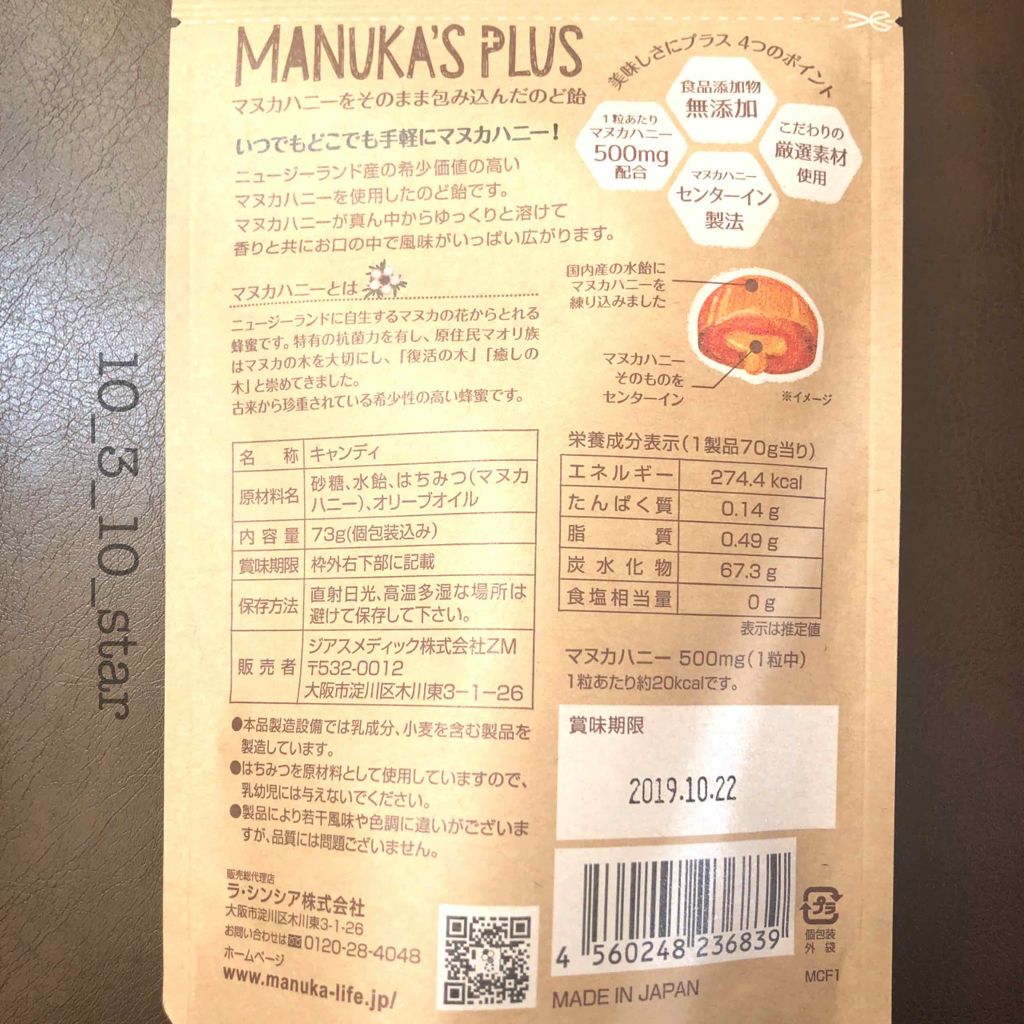 MANUKA'S PLUS
マヌカハニーをそのまま包み込んだのど飴
いつでもどこでも手軽にマヌカハニー!
ニュージーランド産の希少価値の高い
マヌカハニーを使用したのど飴です。
マヌカハニーが真ん中からゆっくりと溶けて
香りと共にお口の中で風味がいっぱい広がります。
美味しさにプラス 4つのポイント
食品添加物
無添加
1粒あたり
マヌカハニー
500mg
配合
こだわりの
厳選素材
使用
マヌカハニー
センターイン
製法
マヌカハニーとは
ニュージーランドに自生するマヌカの花からとれる
蜂蜜です。特有の抗菌力を有し、原住民マオリ族
はマヌカの木を大切にし、「復活の木」「癒しの
木」と崇めてきました。
古来から珍重されている希少性の高い蜂蜜です。
国内産の水飴に
マヌカハニーを
練り込みました
マヌカハニー
そのものを
センターイン
※イメージ
名称 キャンディ
原材料名 砂糖、水飴、はちみつ(マヌカ
ハニー)、オリーブオイル
内容量 73g(個包装込み)
賞味期限 枠外右下部に記載
保存方法 直射日光、高温多湿な場所は
避けて保存して下さい。
販売者 ジアスメディック株式会社ZM
〒532-0012
大阪市淀川区木川東3-1-26
栄養成分表示(1製品70g当り)
エネルギー 274.4 kcal
たんぱく質 0.14 g
脂質 0.49 g
炭水化物 67.3 g
食塩相当量 0 g
表示は推定値
マヌカハニー 500mg(1粒中)
1粒あたり約20kcalです。
●本品製造設備では乳成分、小麦を含む製品を
製造しています。
●はちみつを原材料として使用していますので、
乳幼児には与えないでください。
●製品により若干風味や色調に違いがございま
すが、品質には問題ございません。
賞味期限
2019.10.22
販売総代理店
ラ・シンシア株式会社
大阪市淀川区木川東3-1-26
お問い合わせは 0120-28-4048
ホームページ
www.manuka-life.jp/
4 560248 236839
MADE IN JAPAN
プラ
個包装
外袋
MCF1
10_3_10_star